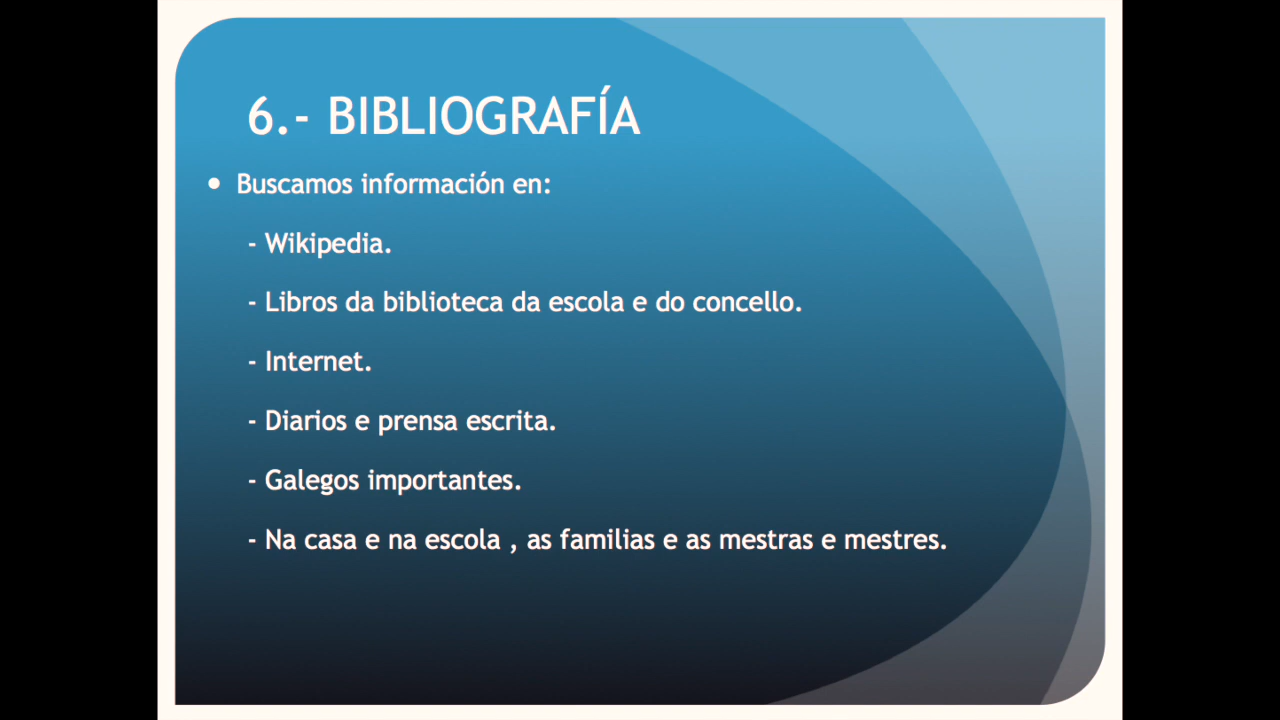 6.- BIBLIOGRAFÍA
• Buscamos información en:
- Wikipedia.
- Libros da biblioteca da escola e do concello.
- Internet.
- Diarios e prensa escrita.
- Galegos importantes.
- Na casa e na escola , as familias e as mestras e mestres.